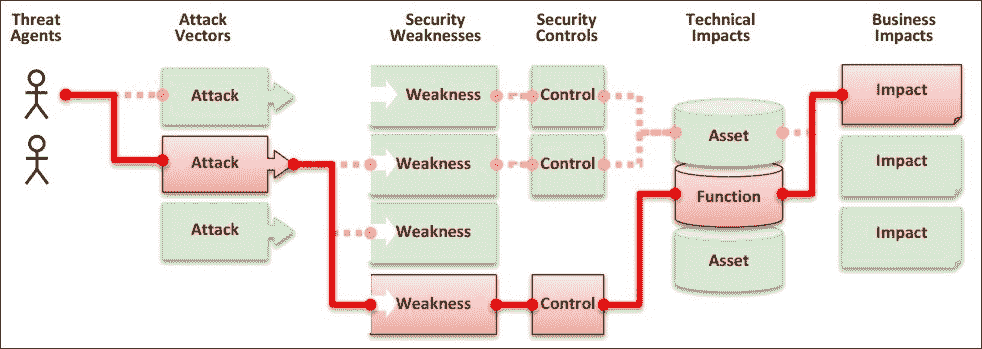 Threat
Agents
Attack
Vectors
Security
Weaknesses
Security
Controls
Technical
Impacts
Business
Impacts
Attack
Attack
Attack
Weakness
Weakness
Weakness
Weakness
Control
Control
Control
Asset
Function
Asset
Impact
Impact
Impact